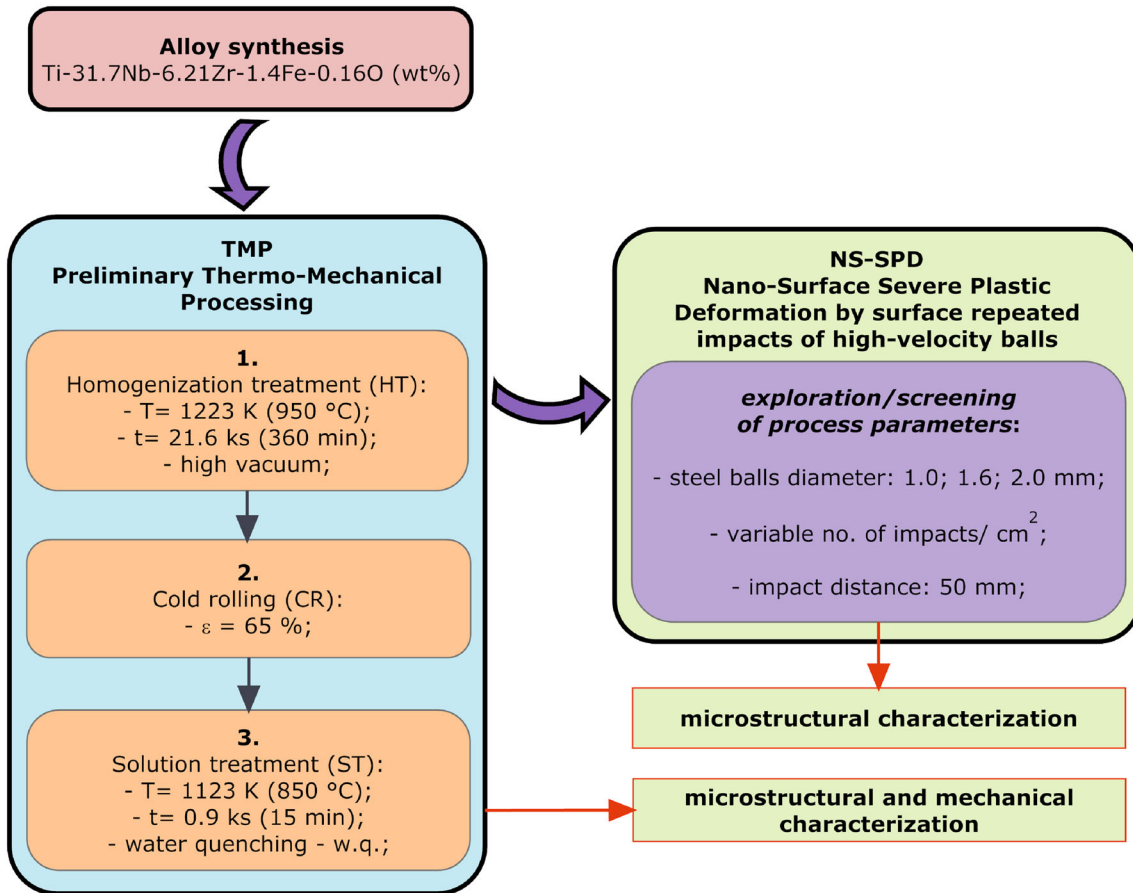 Alloy synthesis
Ti-31.7Nb-6.21Zr-1.4Fe-0.16O (wt%)
TMP
Preliminary Thermo-Mechanical
Processing
1.
Homogenization treatment (HT):
- T= 1223 K (950 °C);
- t= 21.6 ks (360 min);
- high vacuum;
2.
Cold rolling (CR):
- ε = 65 %;
3.
Solution treatment (ST):
- T= 1123 K (850 °C);
- t= 0.9 ks (15 min);
- water quenching - w.q.;
NS-SPD
Nano-Surface Severe Plastic
Deformation by surface repeated
impacts of high-velocity balls
exploration/screening
of process parameters:
- steel balls diameter: 1.0; 1.6; 2.0 mm;
- variable no. of impacts/ cm²;
- impact distance: 50 mm;
microstructural characterization
microstructural and mechanical
characterization